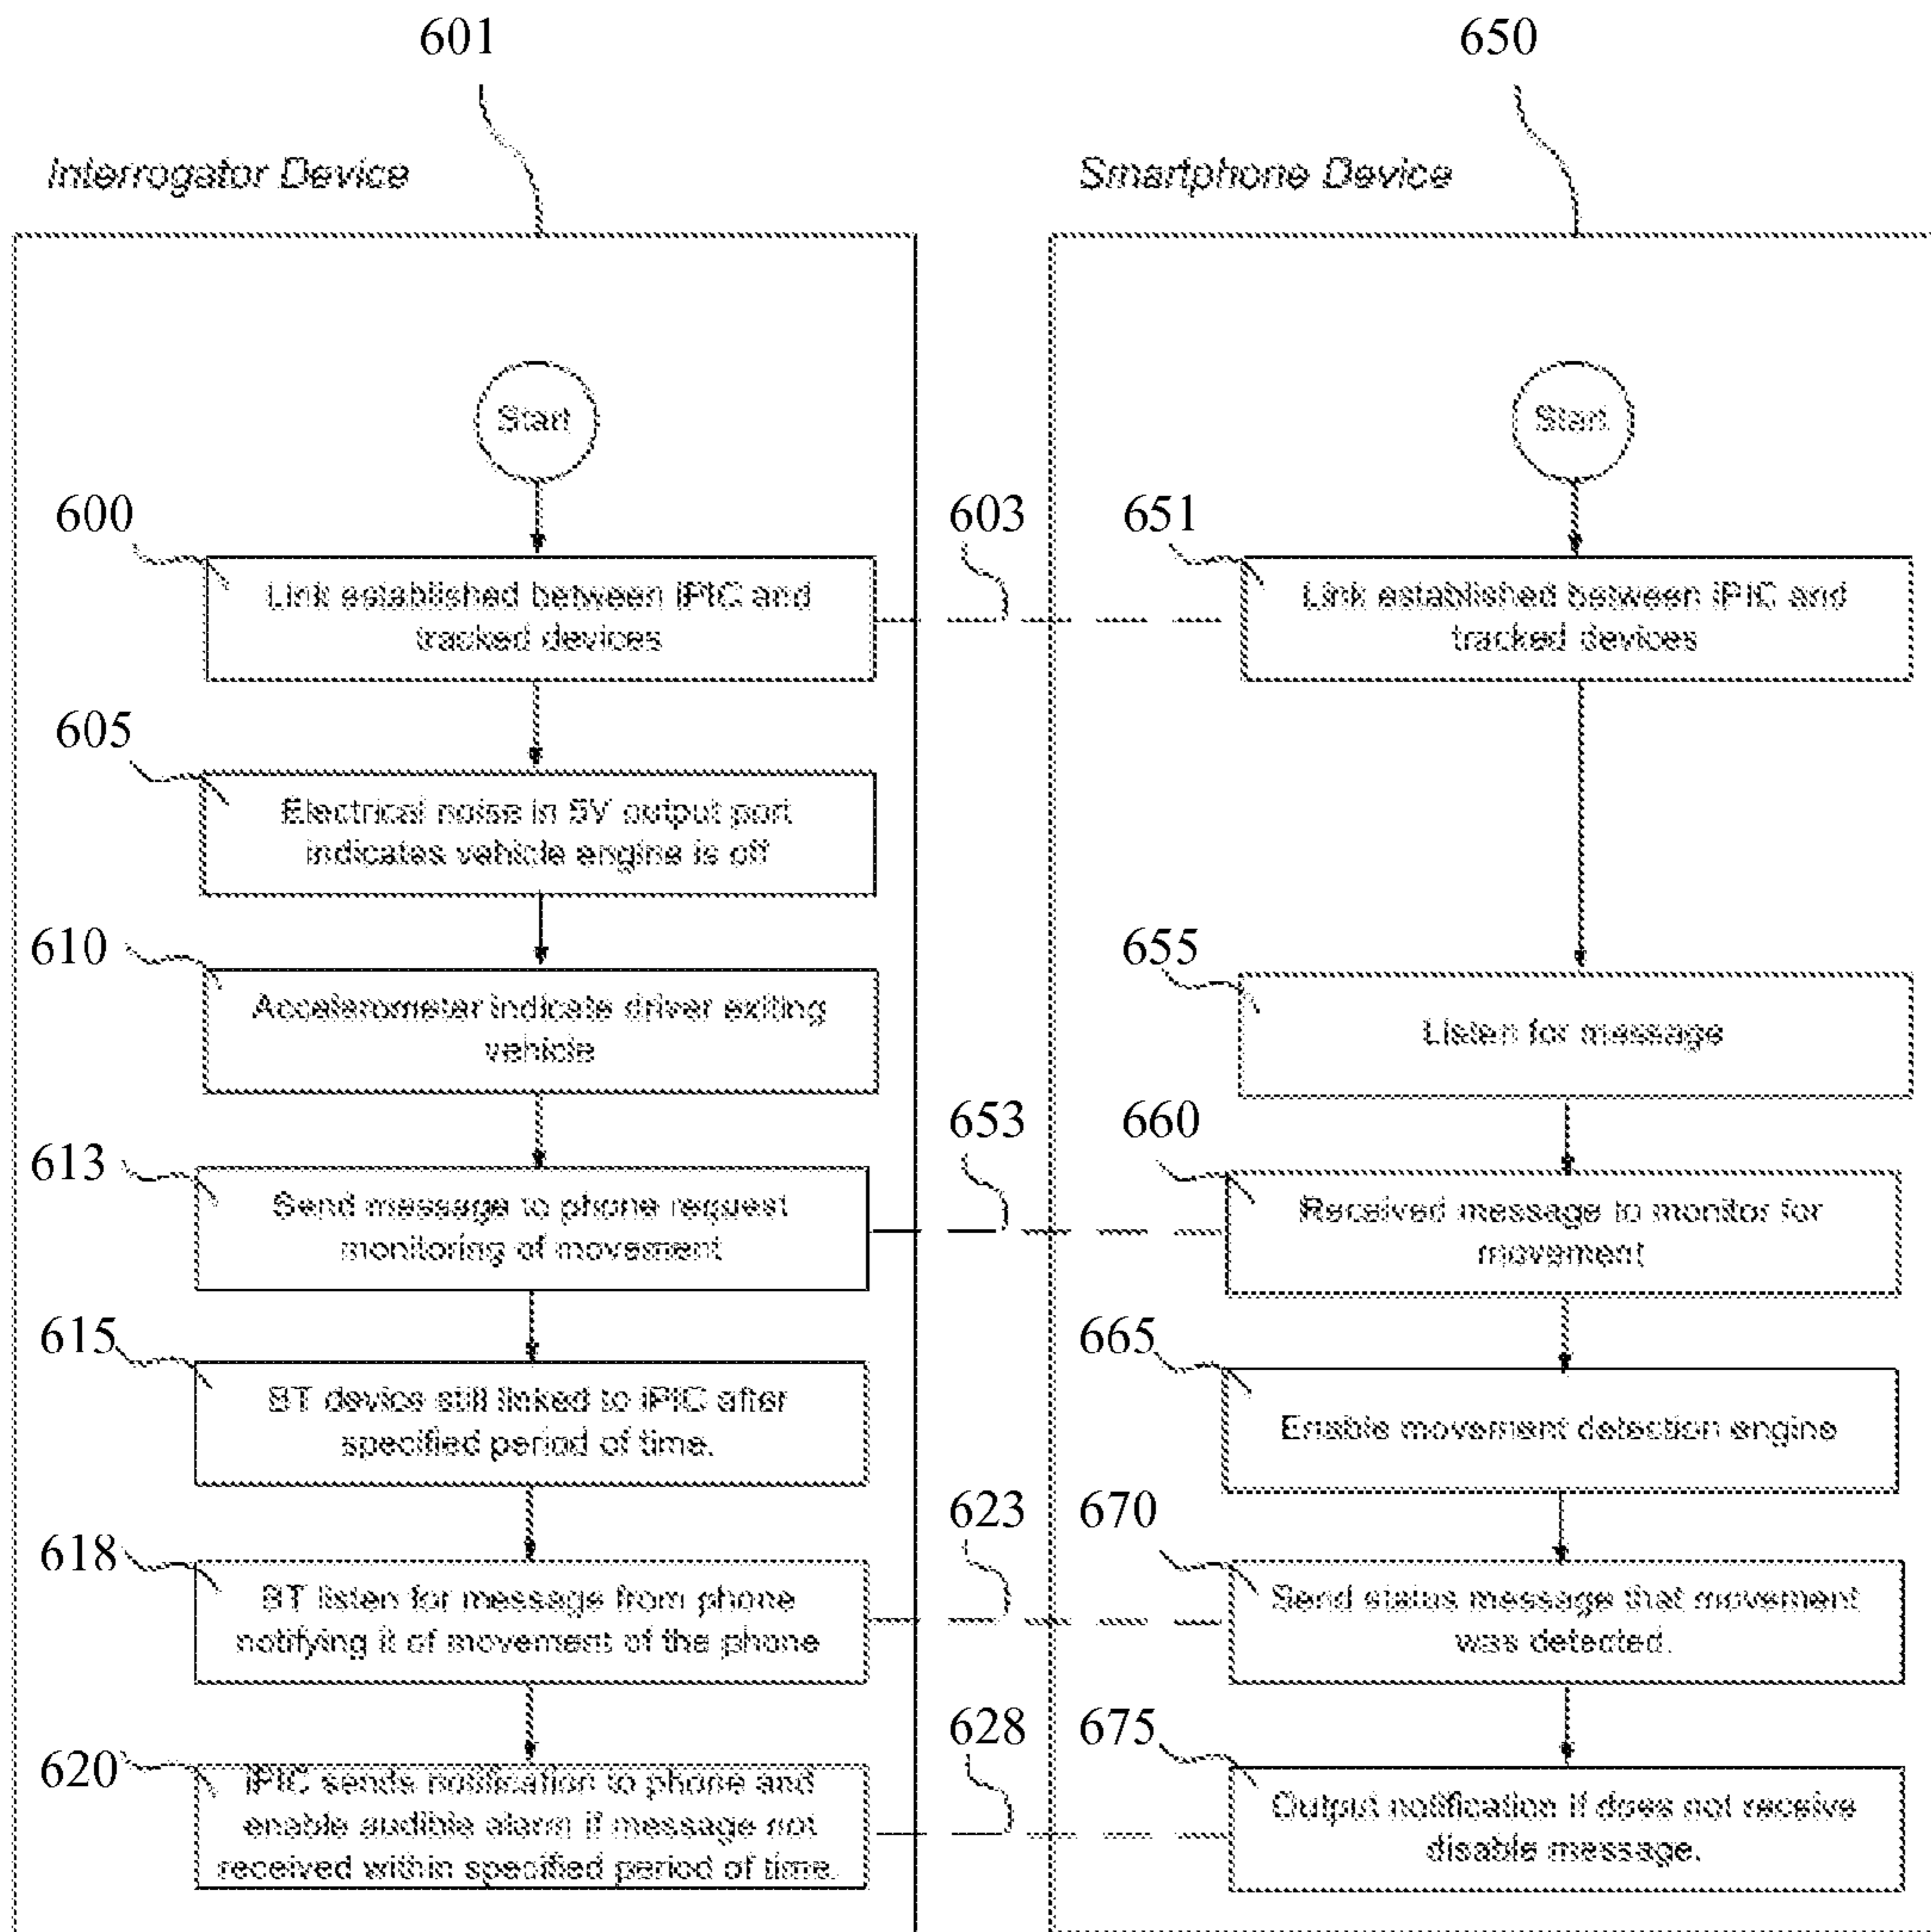 601
650
Interrogator Device
Smartphone Device
Start
Start
600
603
651
Link established between iPIC and
tracked devices
Link established between iPIC and
tracked devices
605
Electrical noise in 5V output port
indicates vehicle engine is off
610
Accelerometer indicate driver exiting
vehicle
655
Listen for message
613
Send message to phone request
monitoring of movement
653
660
Received message to monitor for
movement
615
BT device still linked to iPIC after
specified period of time.
665
Enable movement detection engine
618
BT listen for message from phone
notifying it of movement of the phone
623
670
Send status message that movement
was detected.
620
iPIC sends notification to phone and
enable audible alarm if message not
received within specified period of time.
628
675
Output notification if does not receive
disable message.